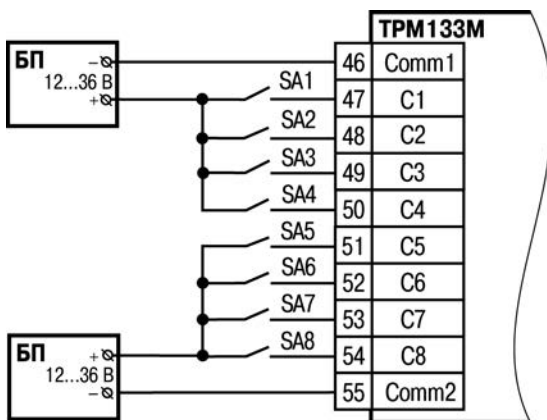 ТРМ133М
БП
–
12...36 В
+
46 Comm1
SA1 47 C1
SA2 48 C2
SA3 49 C3
SA4 50 C4
SA5 51 C5
SA6 52 C6
SA7 53 C7
SA8 54 C8
БП
+
12...36 В
–
55 Comm2